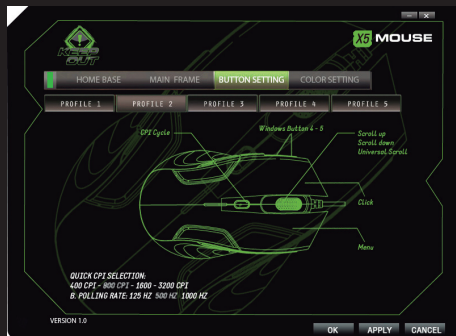 KEEP OUT
X5 MOUSE
HOME BASE MAIN FRAME BUTTON SETTING COLOR SETTING
PROFILE 1 PROFILE 2 PROFILE 3 PROFILE 4 PROFILE 5
CPI Cycle
Windows Button 4 - 5
Scroll up
Scroll down
Universal Scroll
Click
Menu
QUICK CPI SELECTION:
400 CPI - 800 CPI - 1600 - 3200 CPI
B. POLLING RATE: 125 HZ 500 HZ 1000 HZ
VERSION 1.0
OK APPLY CANCEL